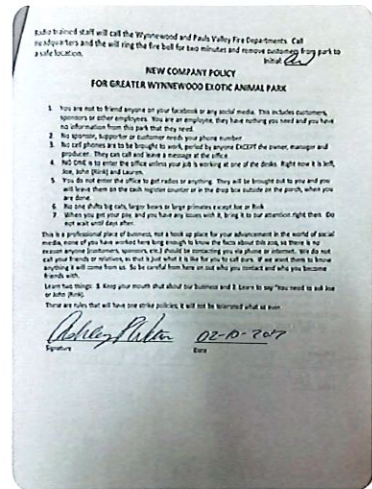 Radio trained staff will call the Wynnewood and Pauls Valley Fire Departments. Call
Headquarters and the will ring the fire bell for two minutes and remove customers from park to
a safe location.
Initial:
NEW COMPANY POLICY
FOR GREATER WYNNEWOOD EXOTIC ANIMAL PARK
1. You are not to friend anyone on your facebook or any social media. This includes customers,
sponsors or other employees. You are an employee, they have nothing you need and you have
no information from this park that they need.
2. No sponsor, supporter or customer needs your phone number
3. No cell phones are to be brought to work, period by anyone EXCEPT the owner, manager and
producer. They can call and leave a message at the office
4. NO ONE is to enter the office unless your job is working at one of the desks. Right now it is left,
Joe, John (Rink) and Lauren.
5. You do not enter the office to get radios or anything. They will be brought out to you and you
will leave them on the cash register counter or in the drop box outside on the porch, when you
are done.
6. No one shifts big cats, larger bears or large primates except Joe or Rink
7. When you get your pay, and you have any issues with it, bring it to our attention right then. Do
not wait until after.
This is a professional place of business, not a hook up place for your advancement in the world of social
media, none of you have worked here long enough to know the facts about this zoo, so there is no
reason anyone (customers, sponsors, etc.) should be contacting you via phone or internet. We do not
call your friends or relatives, so that is just what it is like for you to call ours. If we want them to know
anything it will come from us. So be careful from here on out who you contact and who you become
friends with.
Learn two things: Keep your mouth shut about our business and Learn to say "You need to ask Joe
or John (Rink).
These are rules that will have one strike policies, it will not be tolerated what so ever.
Ashley 02-10-2017
Signature Date